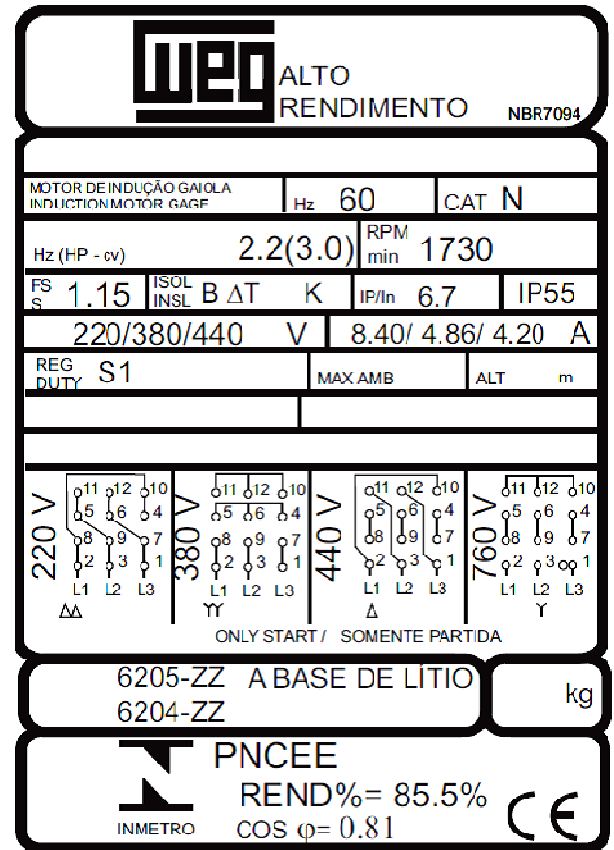 WEG
ALTO
RENDIMENTO
NBR7094
MOTOR DE INDUÇÃO GAIOLA
INDUCTION MOTOR GAGE
Hz 60
CAT N
Hz (HP - cv) 2.2(3.0)
RPM
min 1730
FS
S 1.15
ISOL
INSL B ΔT K
IP/In 6.7
IP55
220/380/440 V
8.40/ 4.86/ 4.20 A
REG
DUTY S1
MAX AMB
ALT m
220 V
11 12 10
5 6 4
8 9 7
2 3 1
L1 L2 L3
ΔΔ
380 V
11 12 10
5 6 4
8 9 7
2 3 1
L1 L2 L3
YY
440 V
11 12 10
5 6 4
8 9 7
2 3 1
L1 L2 L3
Δ
760 V
11 12 10
5 6 4
8 9 7
2 3 1
L1 L2 L3
Y
ONLY START / SOMENTE PARTIDA
6205-ZZ A BASE DE LÍTIO
6204-ZZ
kg
PNCEE
REND%= 85.5%
INMETRO
COS φ= 0.81
CE